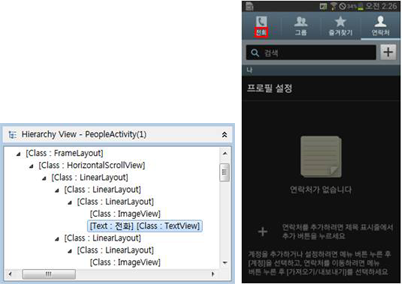 Hierarchy View - PeopleActivity(1)
[Class : FrameLayout]
[Class : HorizontalScrollView]
[Class : LinearLayout]
[Class : LinearLayout]
[Class : LinearLayout]
[Class : ImageView]
[Text : 전화] [Class : TextView]
[Class : LinearLayout]
[Class : LinearLayout]
[Class : ImageView]
34% 오전 2:26
전화 그룹 즐겨찾기 연락처
검색
나
프로필 설정
연락처가 없습니다
연락처를 추가하려면 제목 표시줄에서
추가 버튼을 누르세요
계정을 추가하거나 설정하려면 메뉴 버튼 누른 후
[계정]을 선택하고, 연락처를 이동하려면 메뉴
버튼 누른 후 [가져오기/내보내기]를 선택하세요